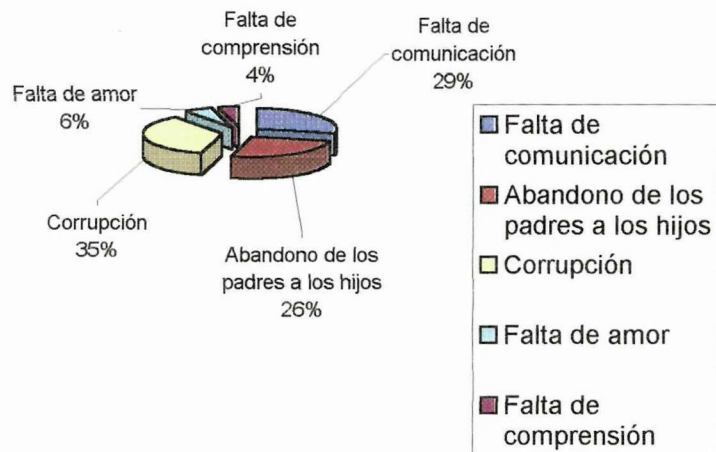 Falta de
comprensión
4%
Falta de
comunicación
29%
Falta de amor
6%
Corrupción
35%
Abandono de los
padres a los hijos
26%
Falta de
comunicación
Abandono de los
padres a los hijos
Corrupción
Falta de amor
Falta de
comprensión